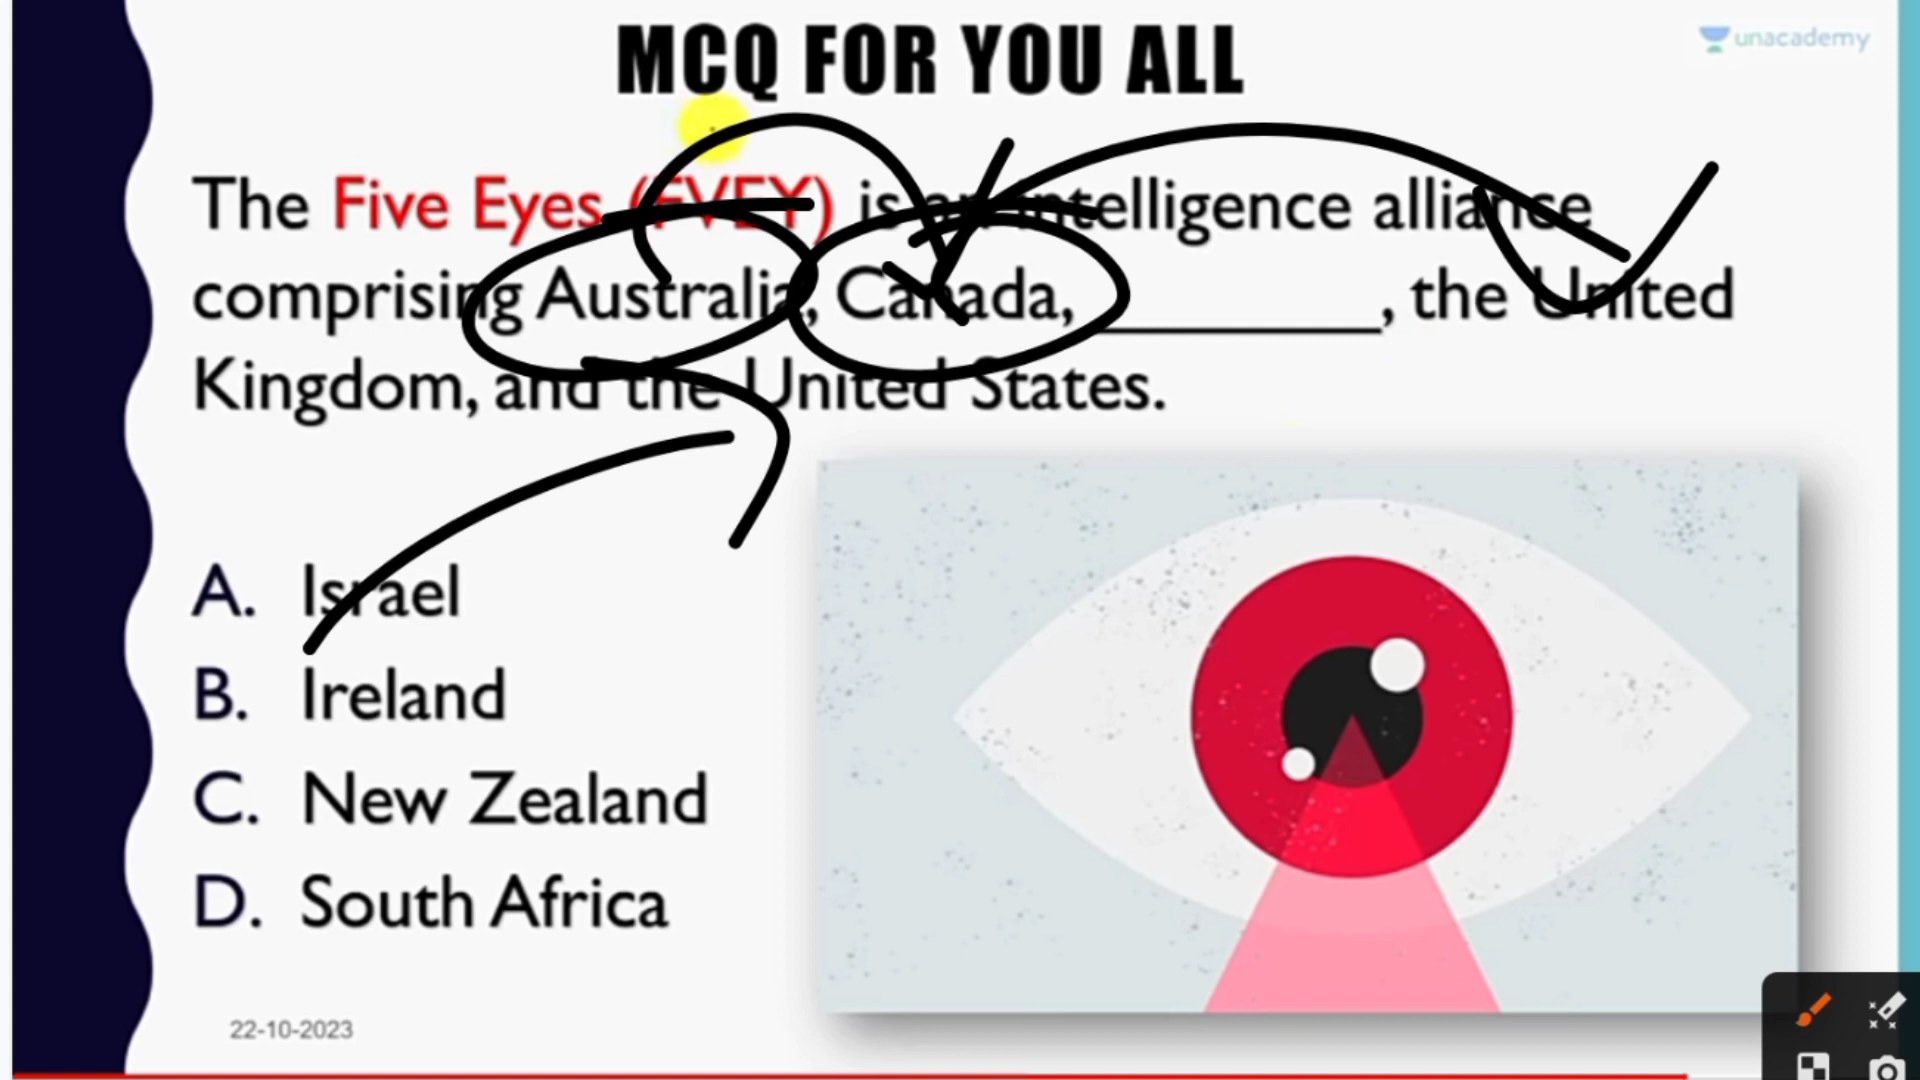 MCQ FOR YOU ALL
unacademy
The Five Eyes (FVEY) is an intelligence alliance
comprising Australia, Canada, __________, the United
Kingdom, and the United States.
A. Israel
B. Ireland
C. New Zealand
D. South Africa
22-10-2023